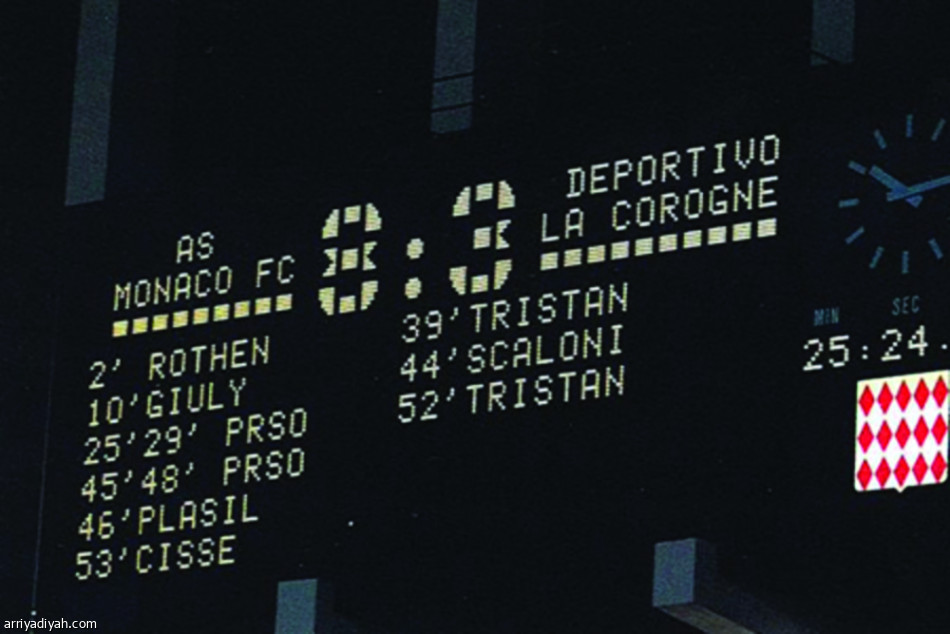 AS
MONACO FC
8:3
DEPORTIVO
LA COROGNE
2' ROTHEN
10'GIULY
25'29' PRSO
45'48' PRSO
46'PLASIL
53'CISSE
39'TRISTAN
44'SCALONI
52'TRISTAN
MIN SEC
25:24.
arriyadiyah.com